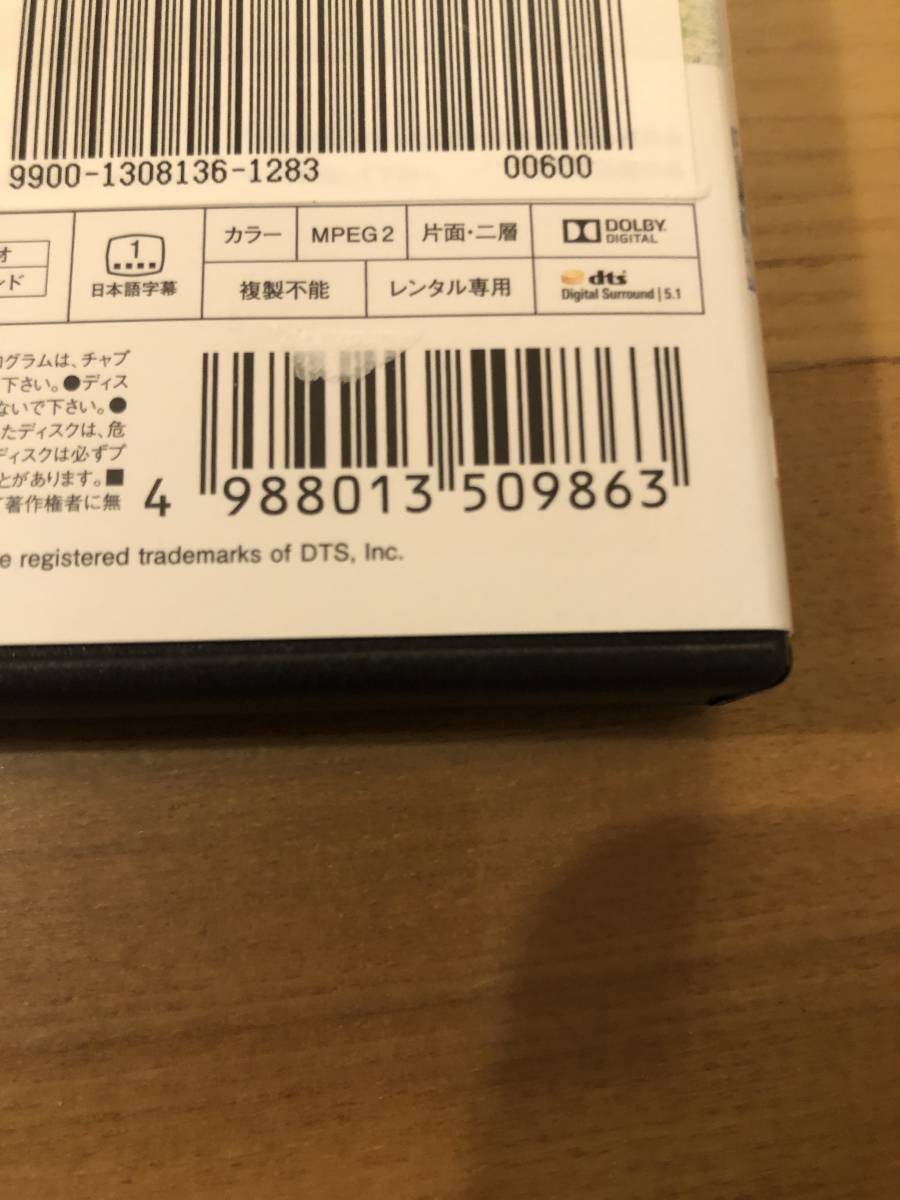 9900-1308136-1283 00600
オ
ンド
1
日本語字幕
カラー MPEG2 片面・二層 DOLBY DIGITAL
複製不能 レンタル専用 dts Digital Surround | 5.1
グラムは、チャプ
下さい。●ディス
ないで下さい。●
たディスクは、危
ディスクは必ずブ
とがあります。■
著作権者に無
4 988013 509863
e registered trademarks of DTS, Inc.